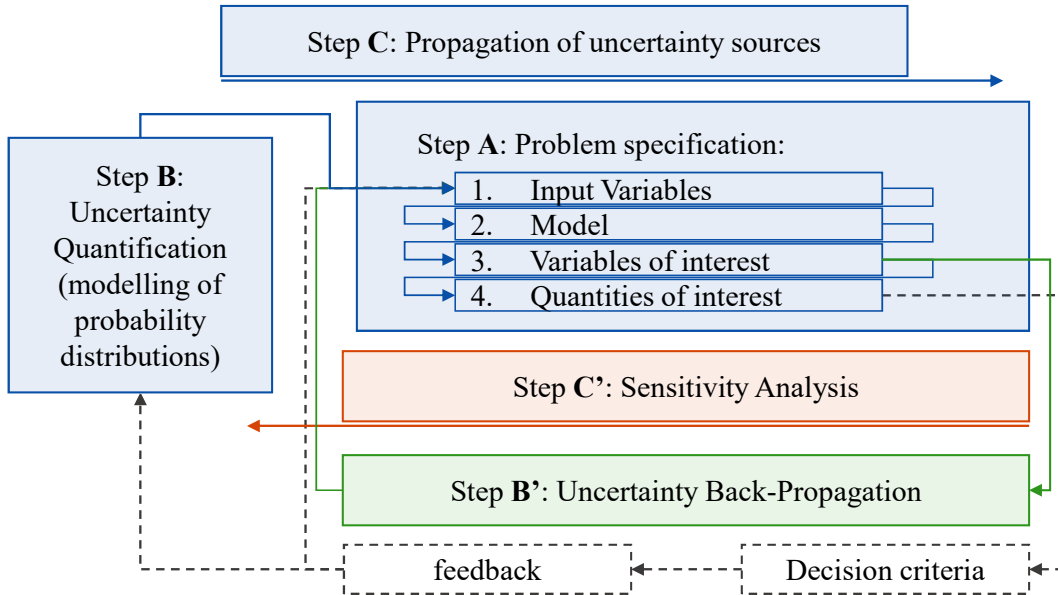 Step C: Propagation of uncertainty sources
Step A: Problem specification:
Step B:
Uncertainty
Quantification
(modelling of
probability
distributions)
1. Input Variables
2. Model
3. Variables of interest
4. Quantities of interest
Step C’: Sensitivity Analysis
Step B’: Uncertainty Back-Propagation
feedback
Decision criteria